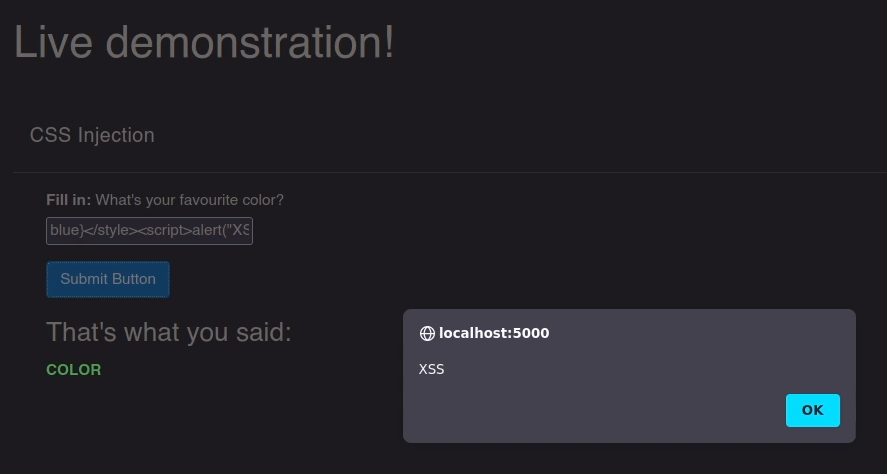 Live demonstration!
CSS Injection
Fill in: What's your favourite color?
blue}</style><script>alert("XS
Submit Button
That's what you said:
COLOR
localhost:5000
XSS
OK